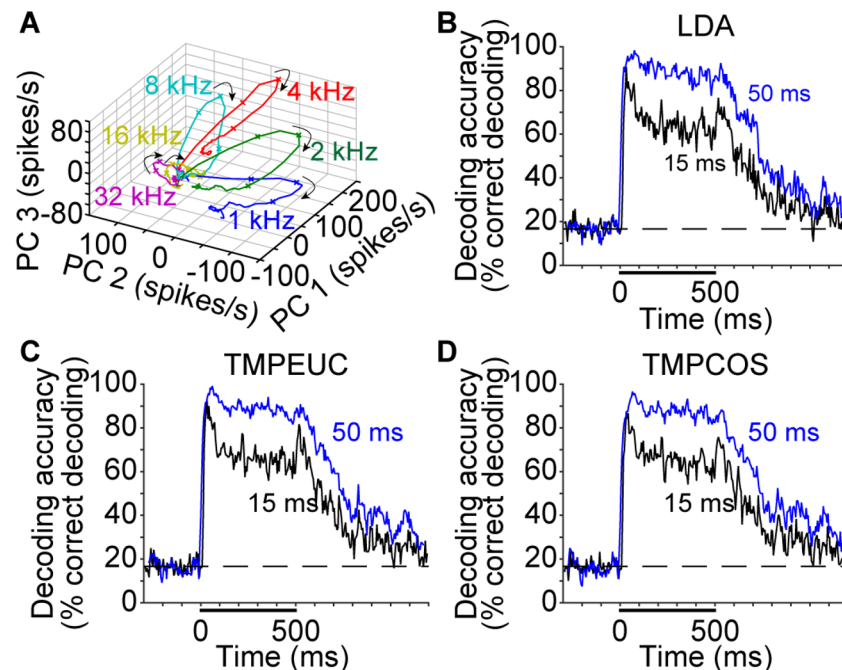 A
8 kHz
4 kHz
16 kHz
2 kHz
32 kHz
1 kHz
PC 3 (spikes/s)
80
0
-80
PC 2 (spikes/s)
100
0
-100
PC 1 (spikes/s)
-100
0
100
200
B
LDA
Decoding accuracy
(% correct decoding)
100
80
60
40
20
0
50 ms
15 ms
0 500
Time (ms)
C
TMPEUC
Decoding accuracy
(% correct decoding)
100
80
60
40
20
0
50 ms
15 ms
0 500
Time (ms)
D
TMPCOS
Decoding accuracy
(% correct decoding)
100
80
60
40
20
0
50 ms
15 ms
0 500
Time (ms)